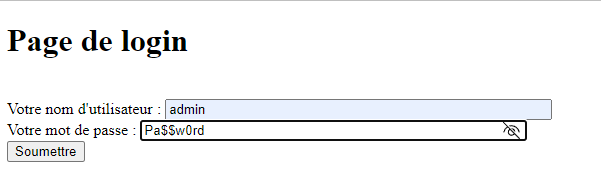 Page de login
Votre nom d'utilisateur : admin
Votre mot de passe : Pa$$w0rd
Soumettre